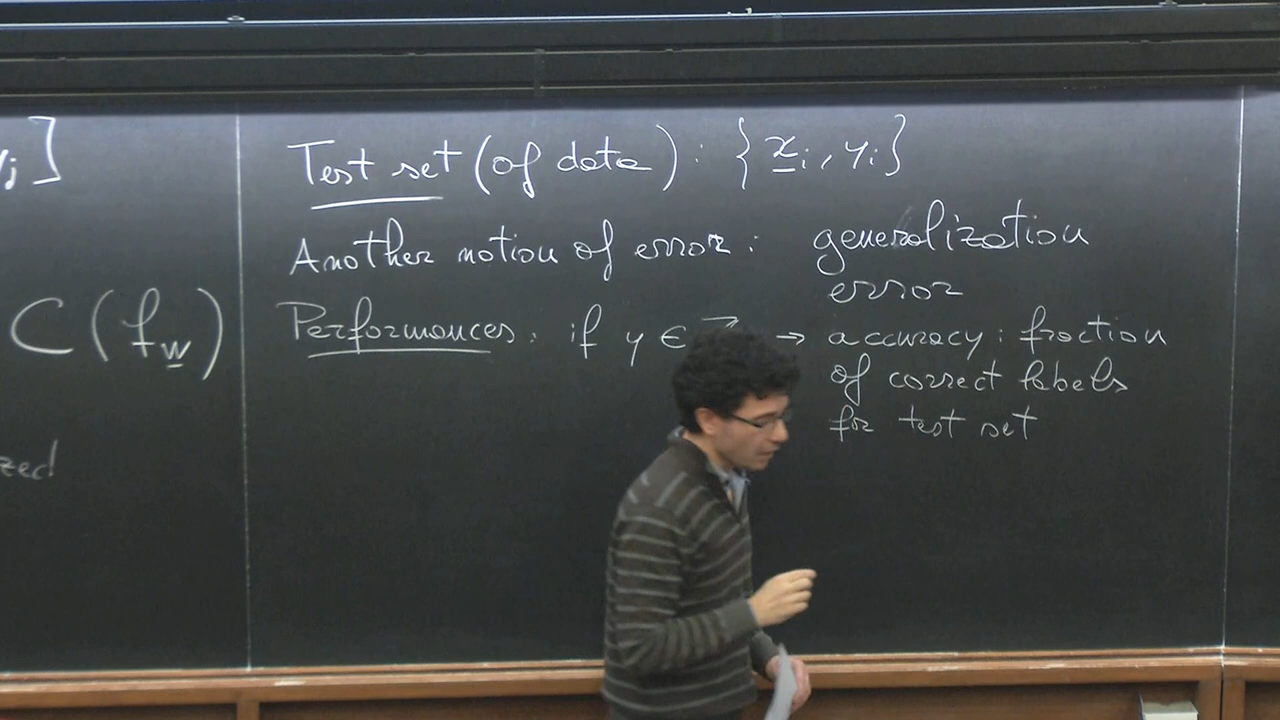 j ]
C(f_w)
zed!
Test set (of data) : {x_i, y_i}
Another notion of error : generalization
error
Performances : if y ∈ → accuracy : fraction
of correct labels
for test set